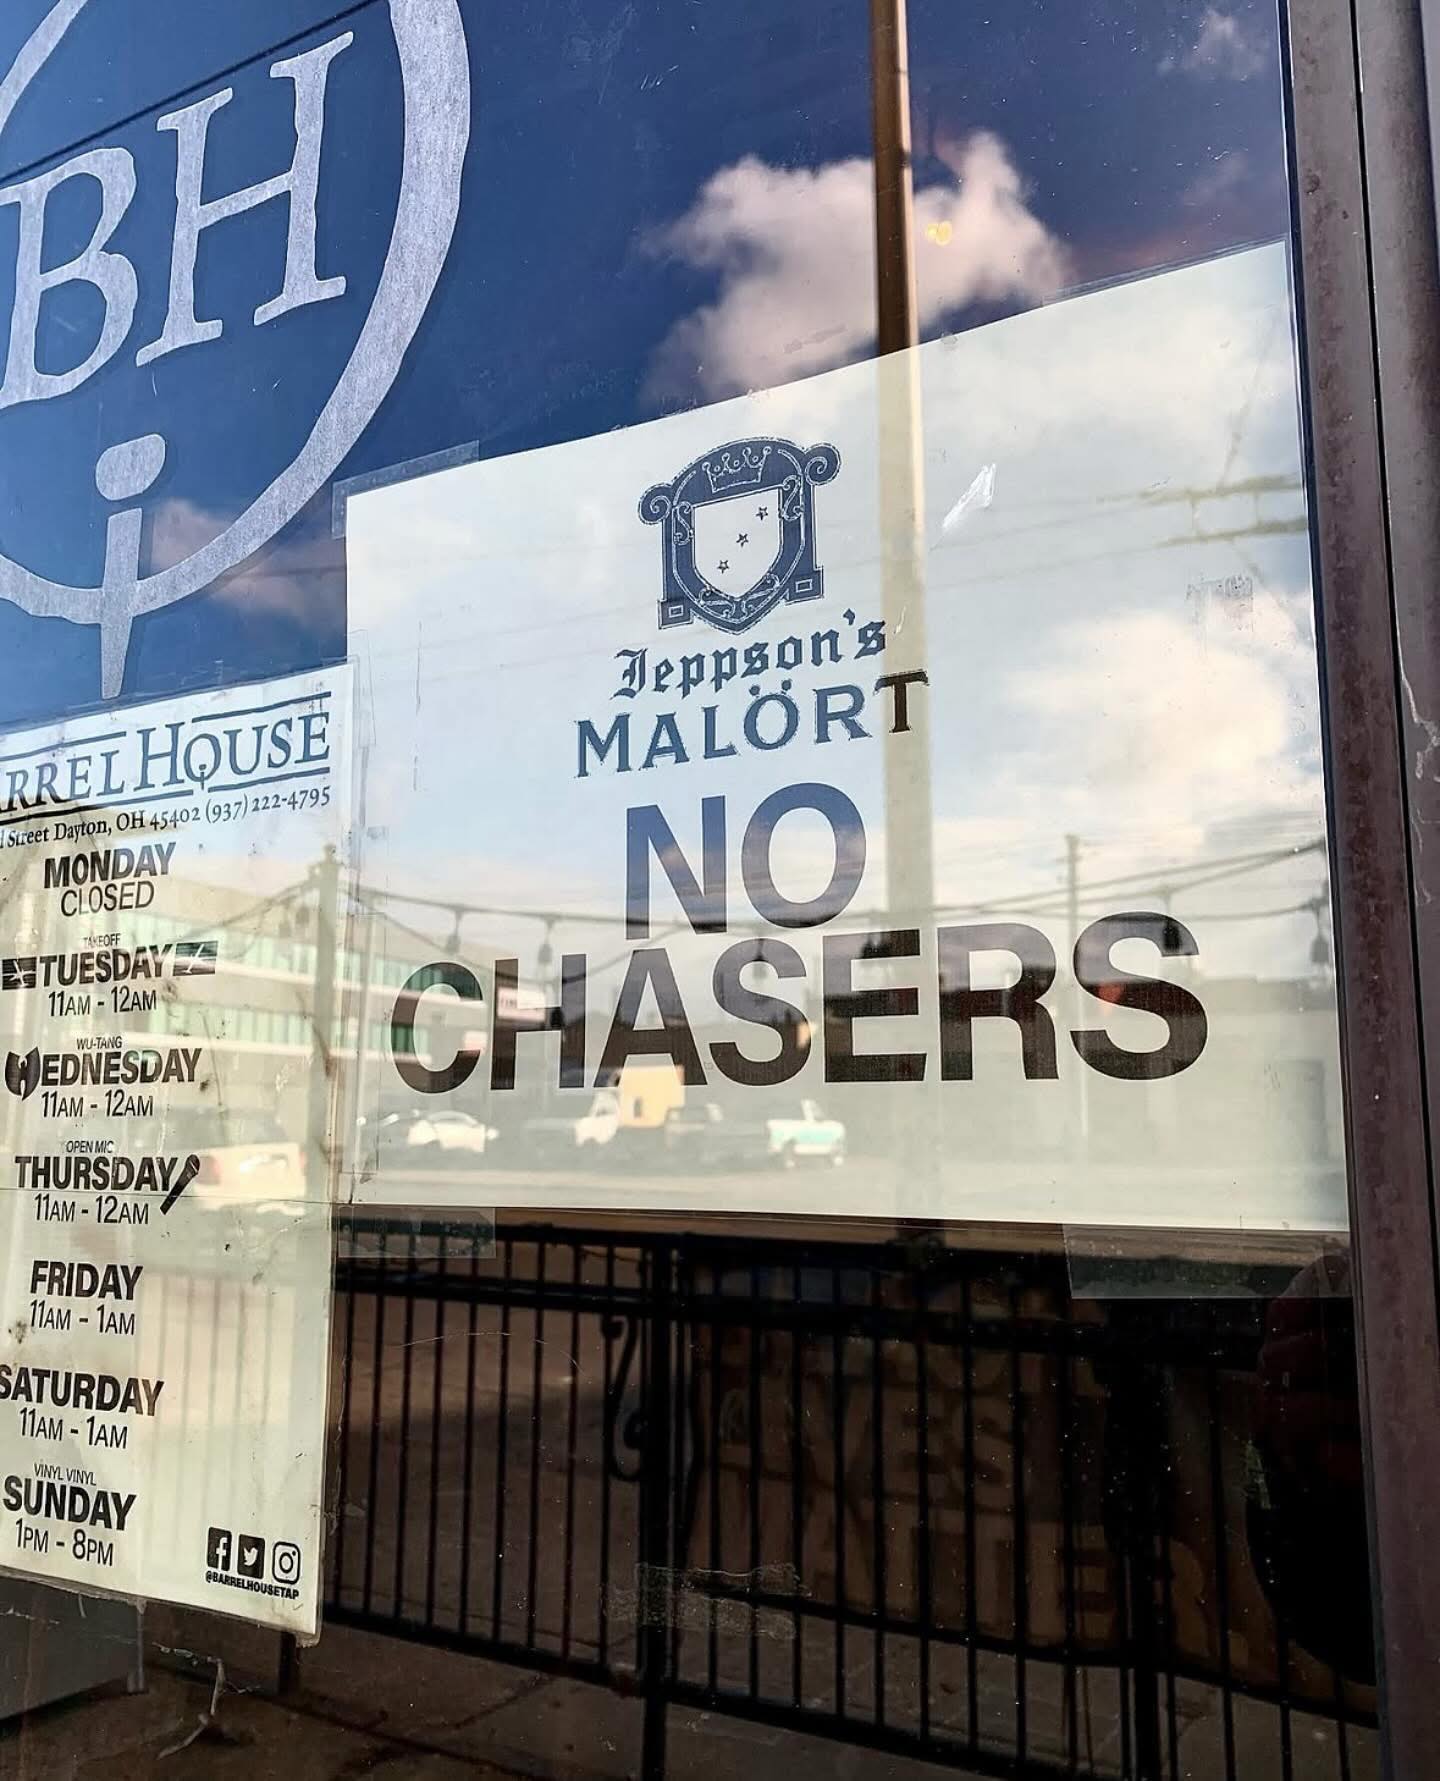 BH
Jeppson's
MALÖRT
NO
CHASERS
RREL HOUSE
Street Dayton, OH 45402 (937) 222-4795
MONDAY
CLOSED
TAKEOFF
TUESDAY
11AM - 12AM
WU-TANG
WEDNESDAY
11AM - 12AM
OPEN MIC
THURSDAY
11AM - 12AM
FRIDAY
11AM - 1AM
SATURDAY
11AM - 1AM
VINYL VINYL
SUNDAY
1PM - 8PM
@BARRELHOUSETAP